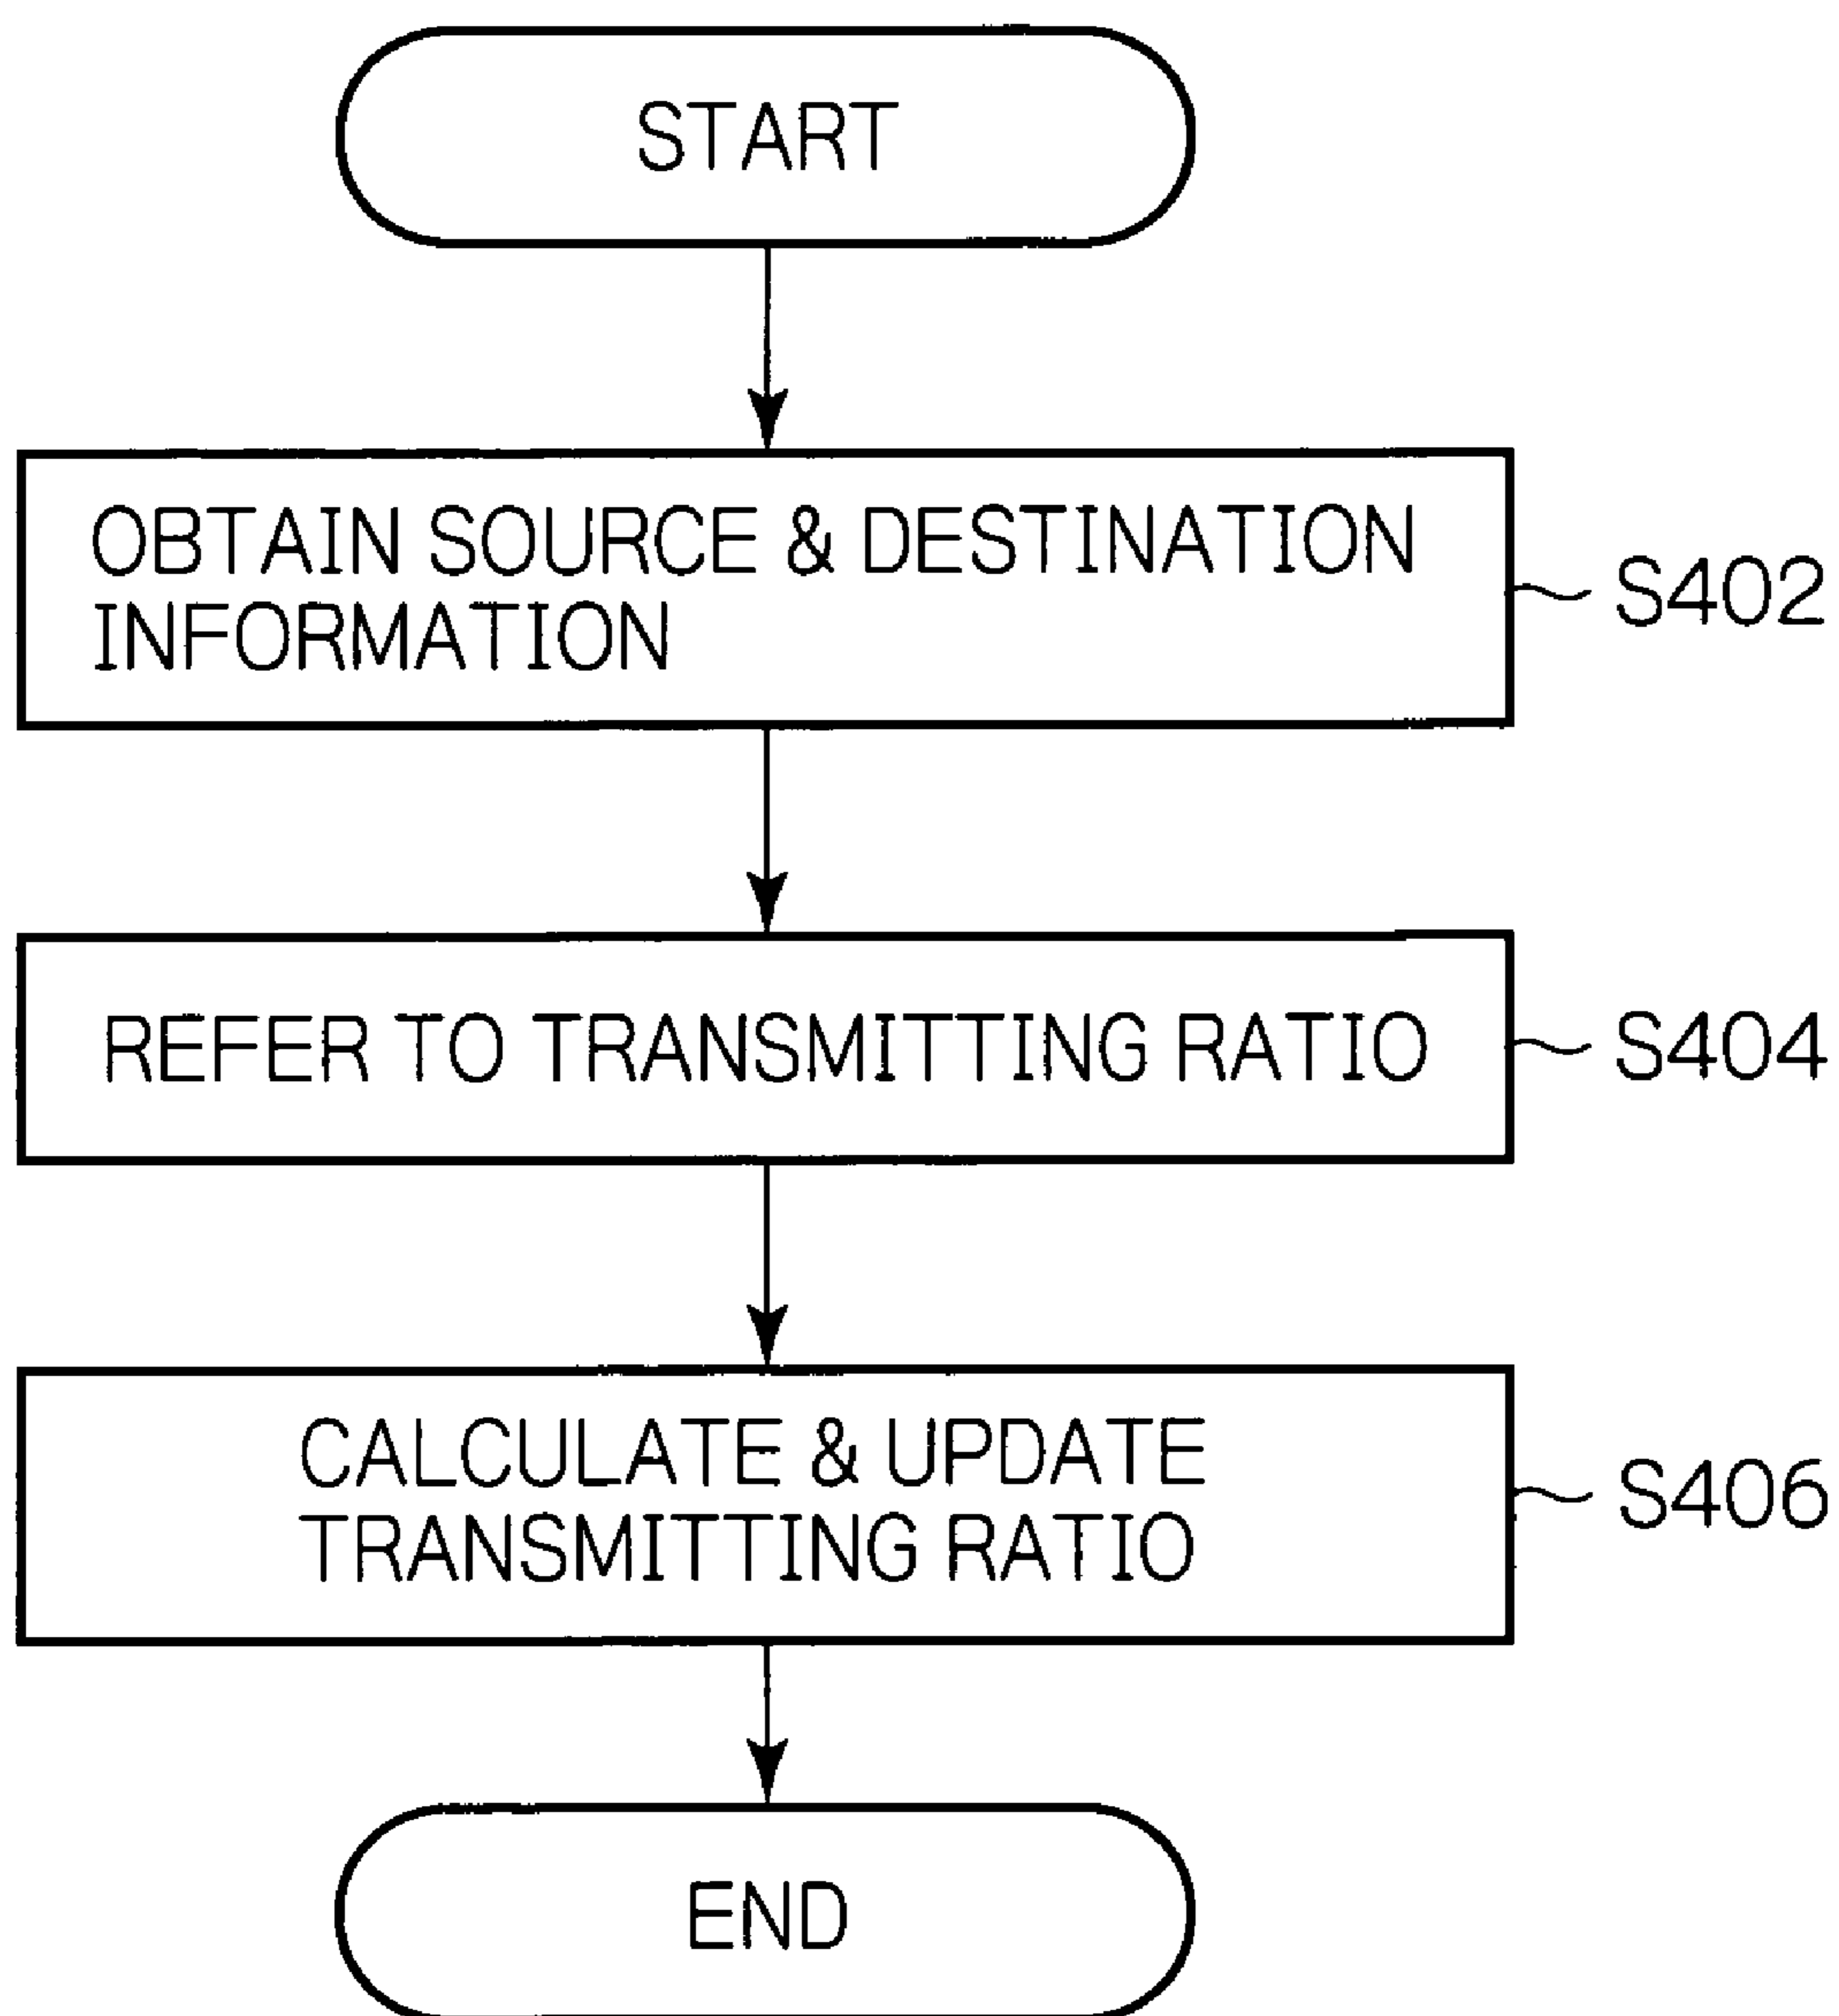 START
OBTAIN SOURCE & DESTINATION
INFORMATION
S402
REFER TO TRANSMITTING RATIO
S404
CALCULATE & UPDATE
TRANSMITTING RATIO
S406
END